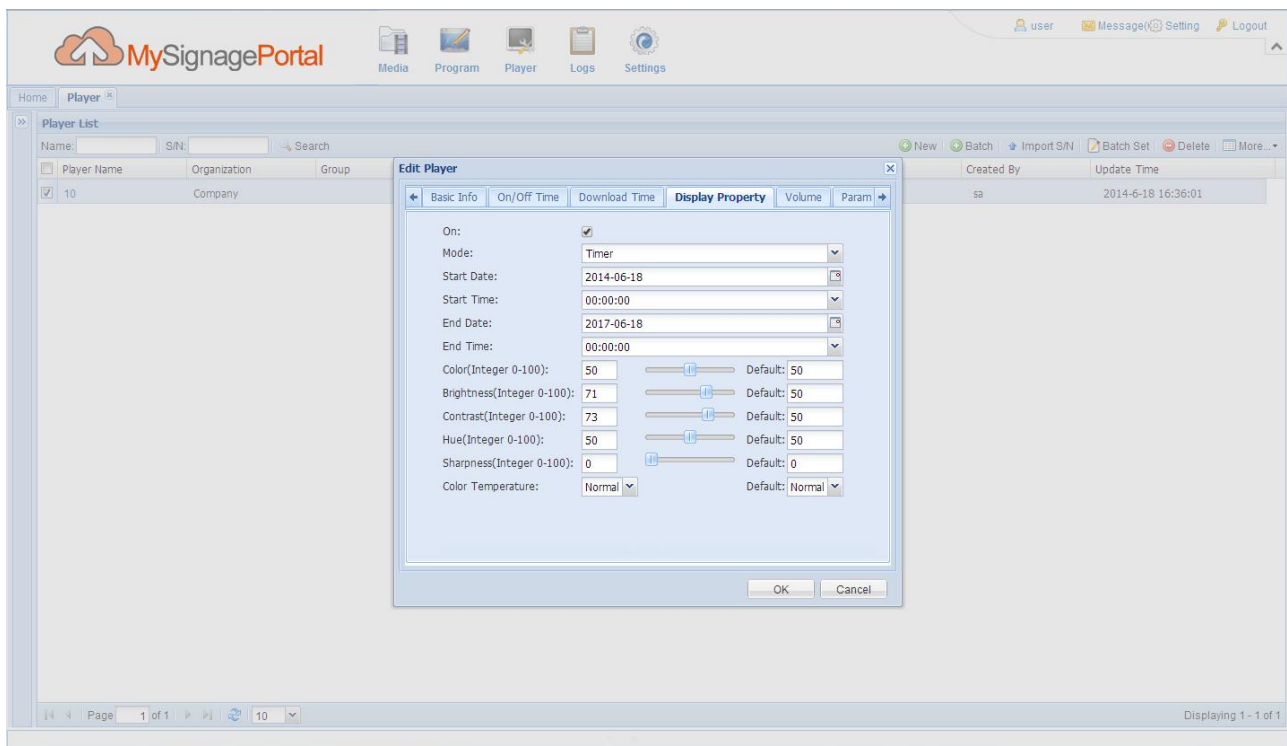 user Message( Setting Logout
MySignagePortal
Media Program Player Logs Settings
Home Player
Player List
Name: S/N: Search New Batch Import S/N Batch Set Delete More...
Player Name Organization Group Created By Update Time
10 Company sa 2014-6-18 16:36:01
Edit Player
Basic Info On/Off Time Download Time Display Property Volume Param
On:
Mode: Timer
Start Date: 2014-06-18
Start Time: 00:00:00
End Date: 2017-06-18
End Time: 00:00:00
Color(Integer 0-100): 50 Default: 50
Brightness(Integer 0-100): 71 Default: 50
Contrast(Integer 0-100): 73 Default: 50
Hue(Integer 0-100): 50 Default: 50
Sharpness(Integer 0-100): 0 Default: 0
Color Temperature: Normal Default: Normal
OK Cancel
Page 1 of 1 10 Displaying 1 - 1 of 1